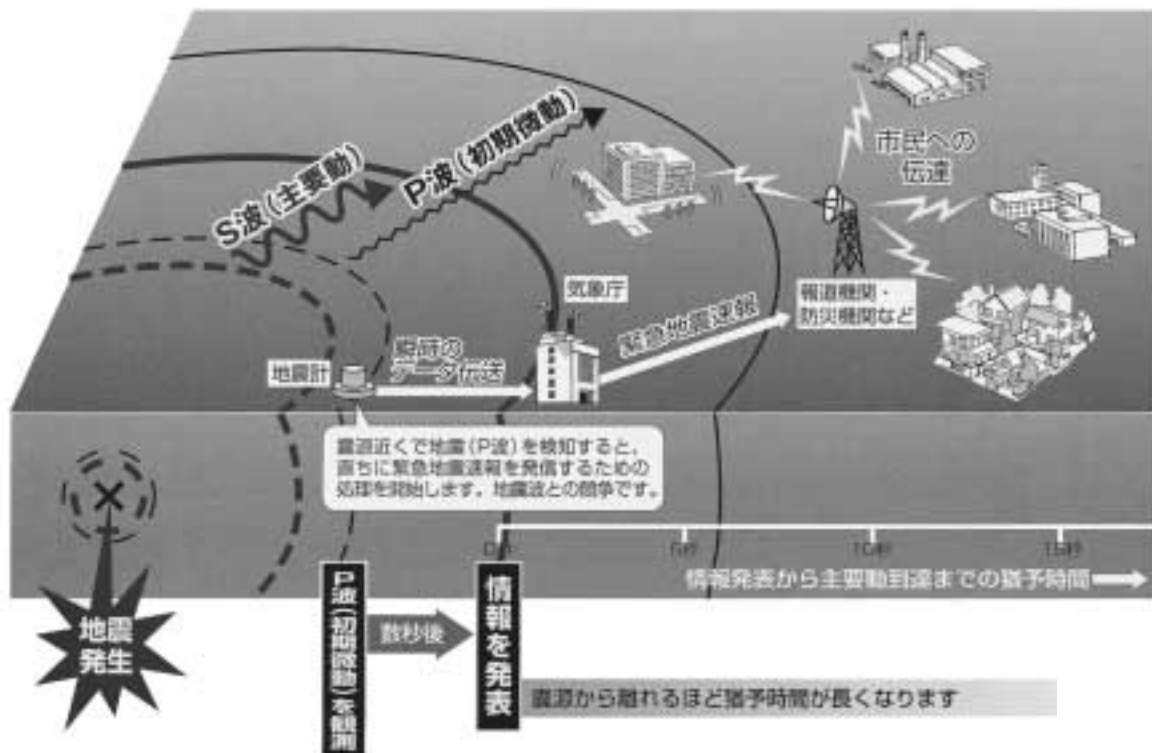 市民への
伝達
P波(初期微動)
S波(主要動)
気象庁
報道機関・
防災機関など
緊急地震速報
瞬時の
データ伝送
地震計
震源近くで地震(P波)を検知すると、
直ちに緊急地震速報を発信するための
処理を開始します。地震波との競争です。
0秒
5秒
10秒
15秒
情報発表から主要動到達までの猶予時間
地震
発生
P波(初期微動)を観測
数秒後
情報を発表
震源から離れるほど猶予時間が長くなります